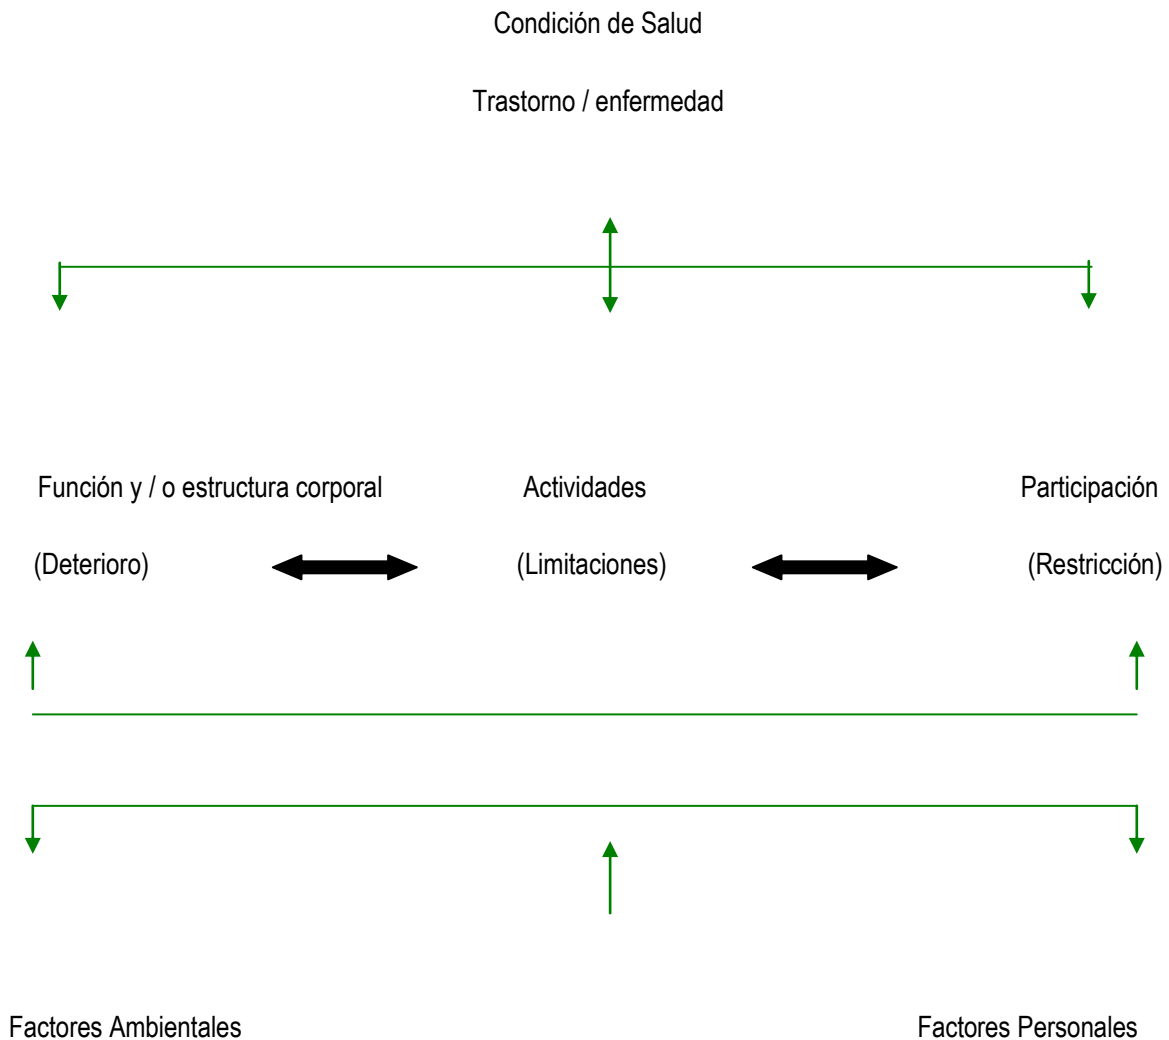 Condición de Salud
Trastorno / enfermedad
Función y / o estructura corporal Actividades Participación
(Deterioro) (Limitaciones) (Restricción)
Factores Ambientales Factores Personales